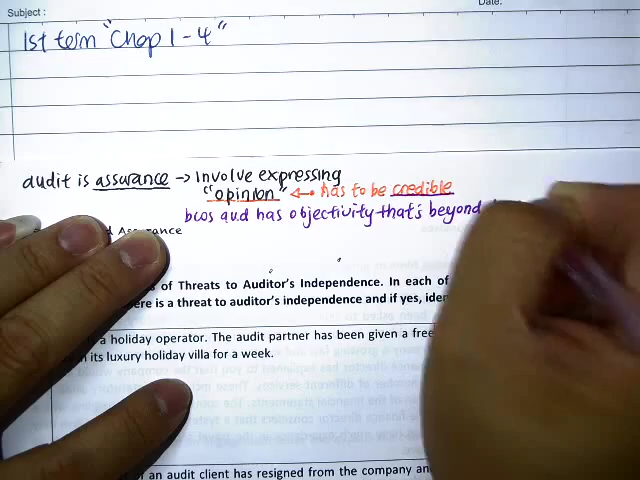 Subject :
Date:
1st term "Chap 1 - 4"
audit is assurance → involve expressing
"opinion" ← has to be credible
bcos aud has objectivity that's beyond
of Threats to Auditor's Independence. In each of
ere is a threat to auditor's independence and if yes, iden
a holiday operator. The audit partner has been given a free
its luxury holiday villa for a week.
of an audit client has resigned from the company and